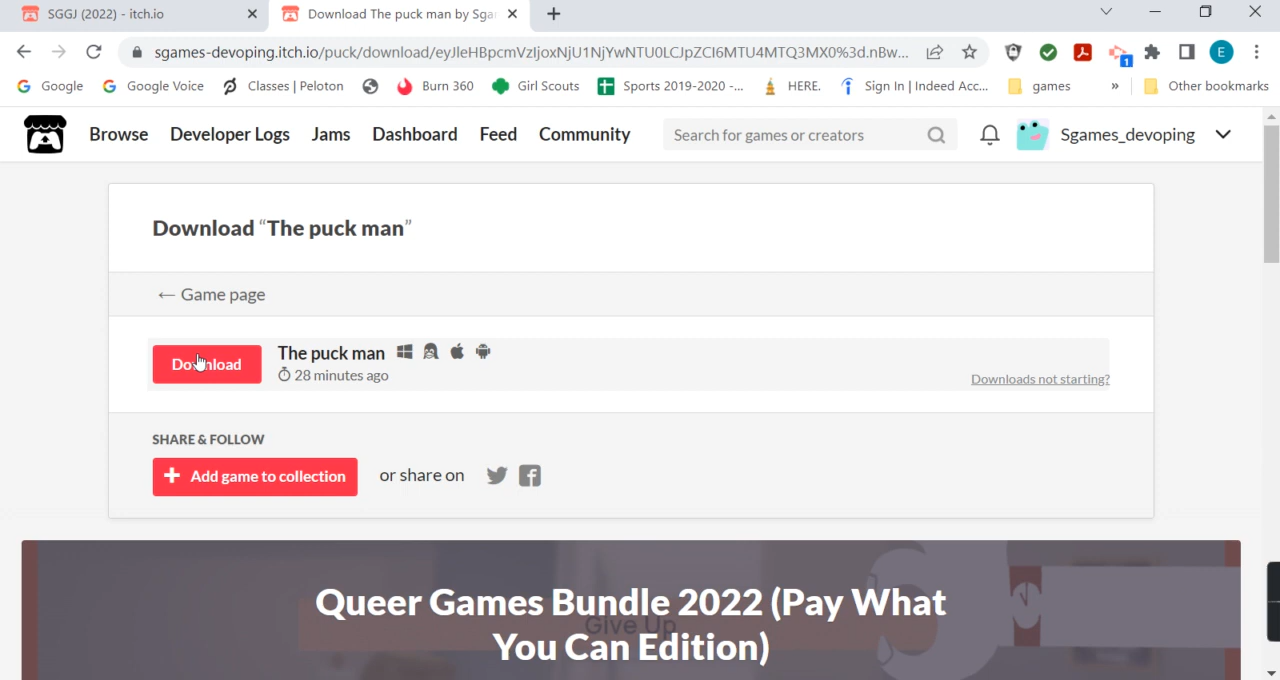 SGGJ (2022) - itch.io
Download The puck man by Sga
sgames-devoping.itch.io/puck/download/eyJleHBpcmVzIjoxNjU1NjYwNTU0LCJpZCI6MTU4MTQ3MX0%3d.nBw...
1
E
Google
Google Voice
Classes | Peloton
Burn 360
Girl Scouts
Sports 2019-2020 -...
HERE.
Sign In | Indeed Acc...
games
»
Other bookmarks
Browse
Developer Logs
Jams
Dashboard
Feed
Community
Search for games or creators
Sgames_devoping
Download “The puck man”
← Game page
Download
The puck man
28 minutes ago
Downloads not starting?
SHARE & FOLLOW
+ Add game to collection
or share on
Queer Games Bundle 2022 (Pay What
Give Up
You Can Edition)